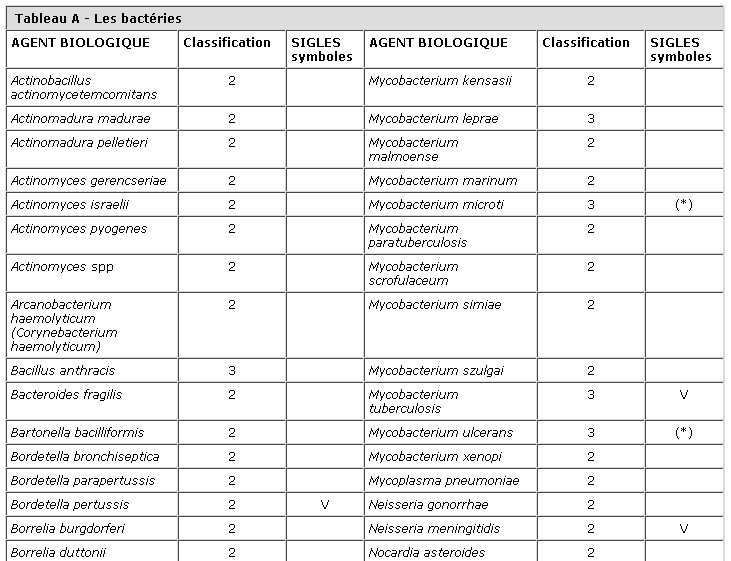 Tableau A - Les bactéries
AGENT BIOLOGIQUE Classification SIGLES symboles AGENT BIOLOGIQUE Classification SIGLES symboles
Actinobacillus actinomycetemcomitans 2 Mycobacterium kensasii 2
Actinomadura madurae 2 Mycobacterium leprae 3
Actinomadura pelletieri 2 Mycobacterium malmoense 2
Actinomyces gerencseriae 2 Mycobacterium marinum 2
Actinomyces israelii 2 Mycobacterium microti 3 (*)
Actinomyces pyogenes 2 Mycobacterium paratuberculosis 2
Actinomyces spp 2 Mycobacterium scrofulaceum 2
Arcanobacterium haemolyticum (Corynebacterium haemolyticum) 2 Mycobacterium simiae 2
Bacillus anthracis 3 Mycobacterium szulgai 2
Bacteroides fragilis 2 Mycobacterium tuberculosis 3 V
Bartonella bacilliformis 2 Mycobacterium ulcerans 3 (*)
Bordetella bronchiseptica 2 Mycobacterium xenopi 2
Bordetella parapertussis 2 Mycoplasma pneumoniae 2
Bordetella pertussis 2 V Neisseria gonorrhae 2
Borrelia burgdorferi 2 Neisseria meningitidis 2 V
Borrelia duttonii 2 Nocardia asteroides 2